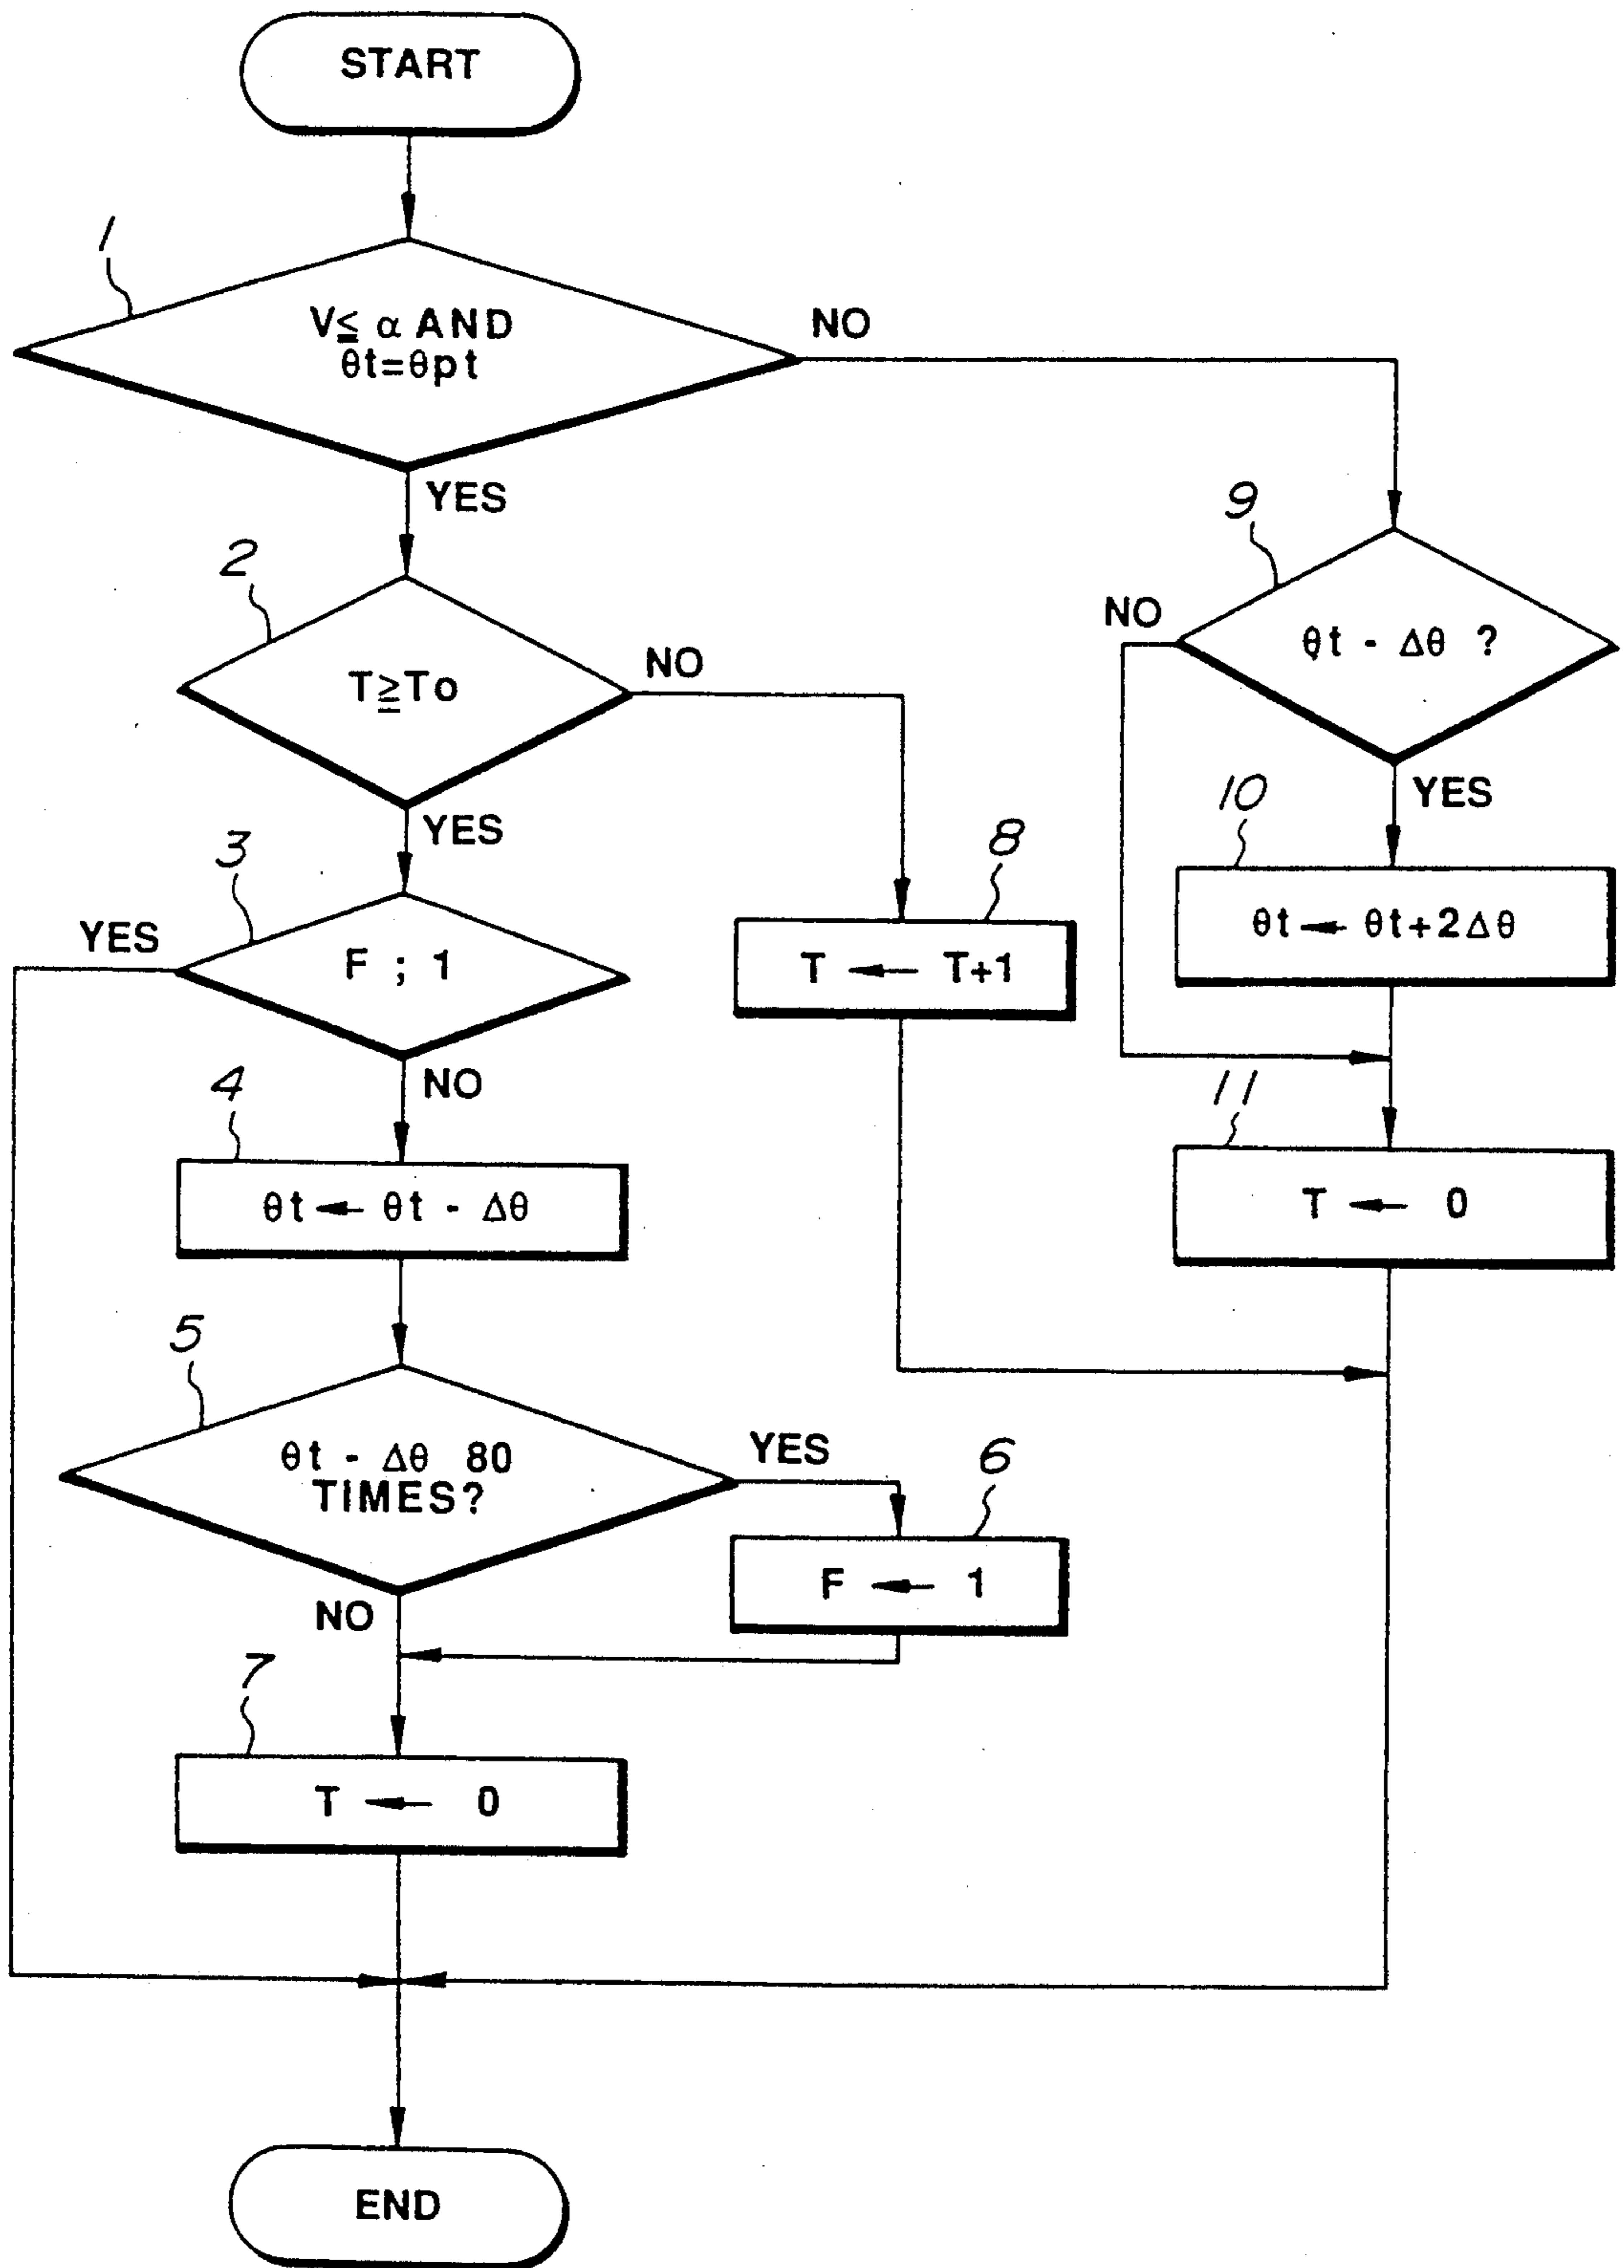 START
1
V≦ α AND
θt=θpt
NO
YES
2
T≧To
NO
YES
9
θt - Δθ ?
NO
YES
3
F ; 1
YES
NO
8
T ← T+1
10
θt ← θt+2Δθ
4
θt ← θt - Δθ
11
T ← 0
5
θt - Δθ 80
TIMES?
YES
NO
6
F ← 1
7
T ← 0
END